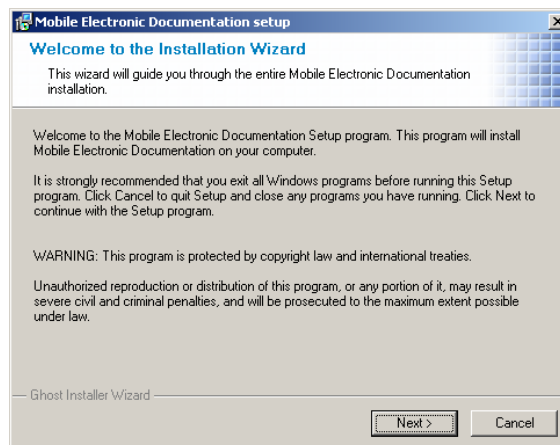 Mobile Electronic Documentation setup
Welcome to the Installation Wizard
This wizard will guide you through the entire Mobile Electronic Documentation
installation.
Welcome to the Mobile Electronic Documentation Setup program. This program will install
Mobile Electronic Documentation on your computer.
It is strongly recommended that you exit all Windows programs before running this Setup
program. Click Cancel to quit Setup and close any programs you have running. Click Next to
continue with the Setup program.
WARNING: This program is protected by copyright law and international treaties.
Unauthorized reproduction or distribution of this program, or any portion of it, may result in
severe civil and criminal penalties, and will be prosecuted to the maximum extent possible
under law.
Ghost Installer Wizard
Next >
Cancel